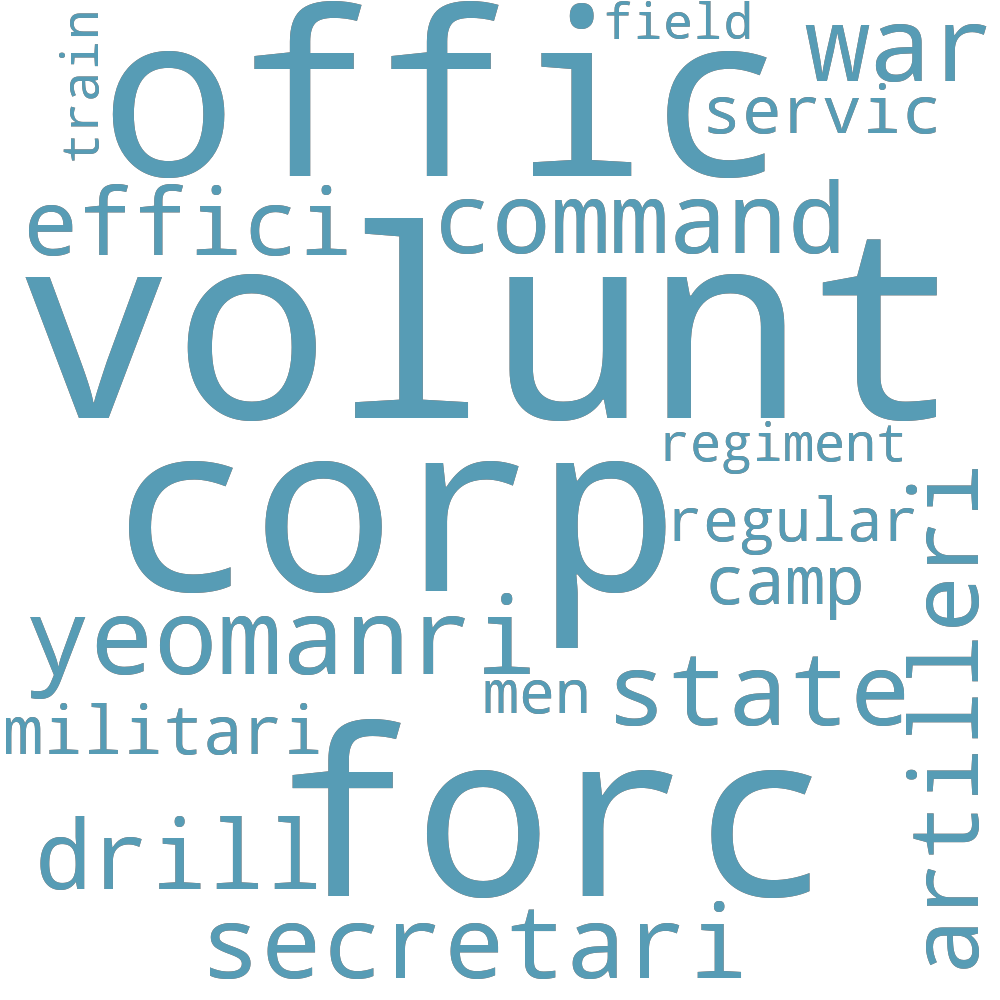 train
offic
field
war
servic
effici
command
volunt
corp
regiment
regular
camp
artilleri
yeomanri
men
state
militari
forc
drill
secretari